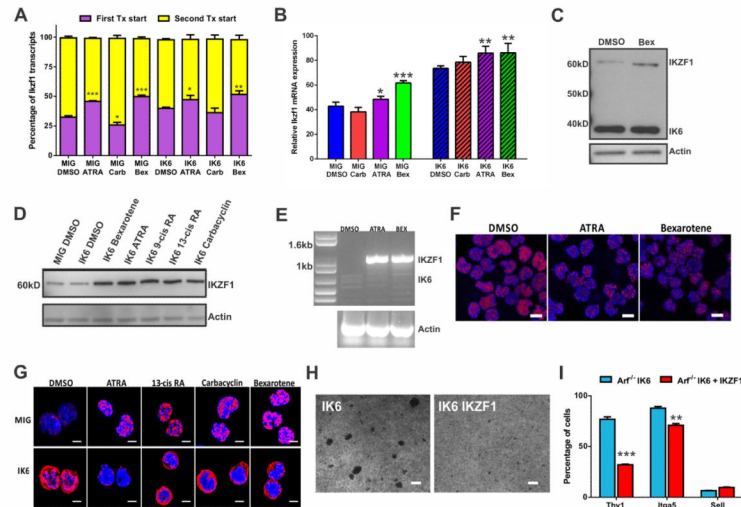 A
First Tx start
Second Tx start
Percentage of Ikzf1 transcripts
100
75
50
25
0
***
*
***
*
**
MIG DMSO
MIG ATRA
MIG Carb
MIG Bex
IK6 DMSO
IK6 ATRA
IK6 Carb
IK6 Bex
B
Relative Ikzf1 mRNA expression
100
80
60
40
20
0
*
***
**
**
MIG DMSO
MIG Carb
MIG ATRA
MIG Bex
IK6 DMSO
IK6 Carb
IK6 ATRA
IK6 Bex
C
DMSO
Bex
60kD
50kD
40kD
IKZF1
IK6
Actin
D
MIG DMSO
IK6 DMSO
IK6 Bexarotene
IK6 ATRA
IK6 9-cis RA
IK6 13-cis RA
IK6 Carbacyclin
60kD
IKZF1
Actin
E
DMSO
ATRA
BEX
1.6kb
1kb
IKZF1
IK6
Actin
F
DMSO
ATRA
Bexarotene
G
DMSO
ATRA
13-cis RA
Carbacyclin
Bexarotene
MIG
IK6
H
IK6
IK6 IKZF1
I
Arf-/- IK6
Arf-/- IK6 + IKZF1
Percentage of cells
100
80
60
40
20
0
***
**
Thy1
Itga5
Sell